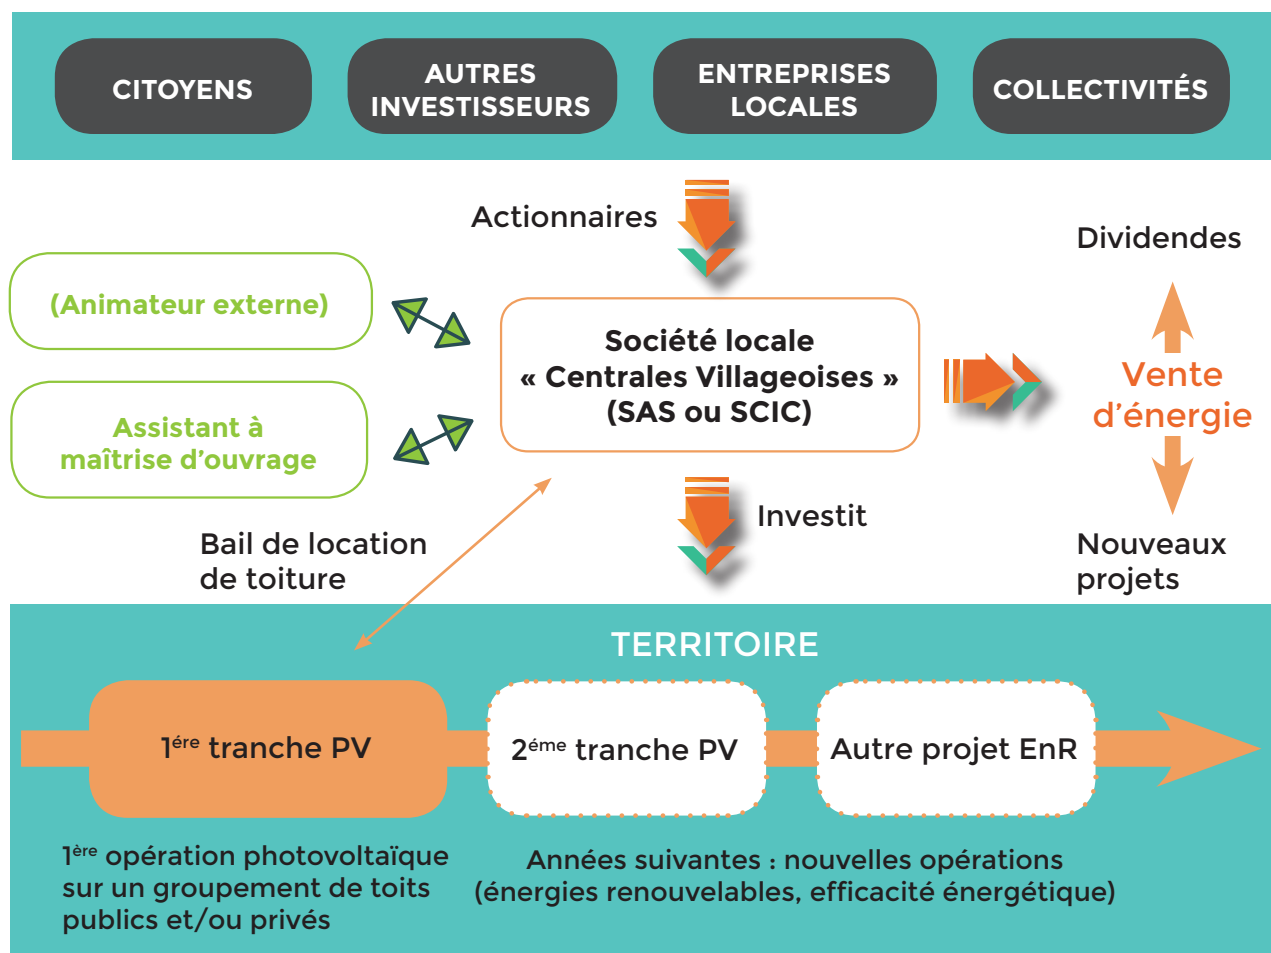 CITOYENS
AUTRES
INVESTISSEURS
ENTREPRISES
LOCALES
COLLECTIVITÉS
Actionnaires
Dividendes
(Animateur externe)
Société locale
« Centrales Villageoises »
(SAS ou SCIC)
Vente
d'énergie
Assistant à
maîtrise d'ouvrage
Investit
Bail de location
de toiture
Nouveaux
projets
TERRITOIRE
1ére tranche PV
2éme tranche PV
Autre projet EnR
1ère opération photovoltaïque
sur un groupement de toits
publics et/ou privés
Années suivantes : nouvelles opérations
(énergies renouvelables, efficacité énergétique)